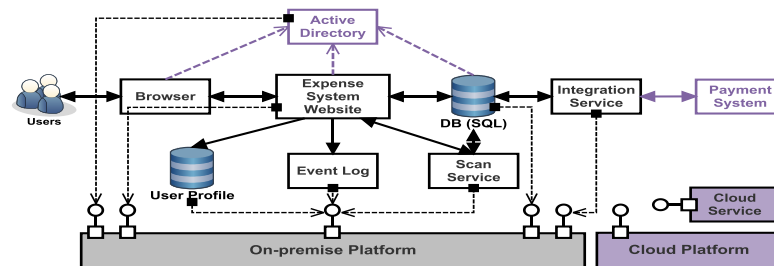 Active
Directory
Users
Browser
Expense
System
Website
DB (SQL)
Integration
Service
Payment
System
User Profile
Event Log
Scan
Service
Cloud
Service
On-premise Platform
Cloud Platform